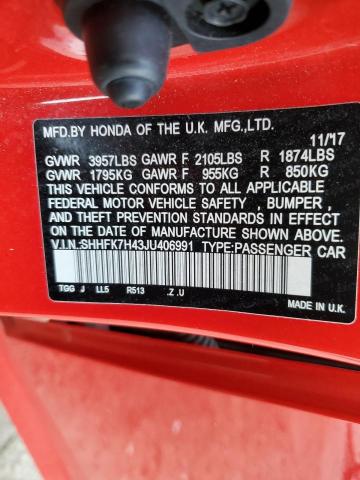 MFD.BY HONDA OF THE U.K. MFG.,LTD.
11/17
GVWR 3957LBS GAWR F 2105LBS R 1874LBS
GVWR 1795KG GAWR F 955KG R 850KG
THIS VEHICLE CONFORMS TO ALL APPLICABLE
FEDERAL MOTOR VEHICLE SAFETY , BUMPER ,
AND THEFT PREVENTION STANDARDS IN EFFECT
ON THE DATE OF MANUFACTURE SHOWN ABOVE.
V.I.N.:SHHFK7H43JU406991 TYPE:PASSENGER CAR
TGG J LL5 R513 .Z .U
MADE IN U.K.